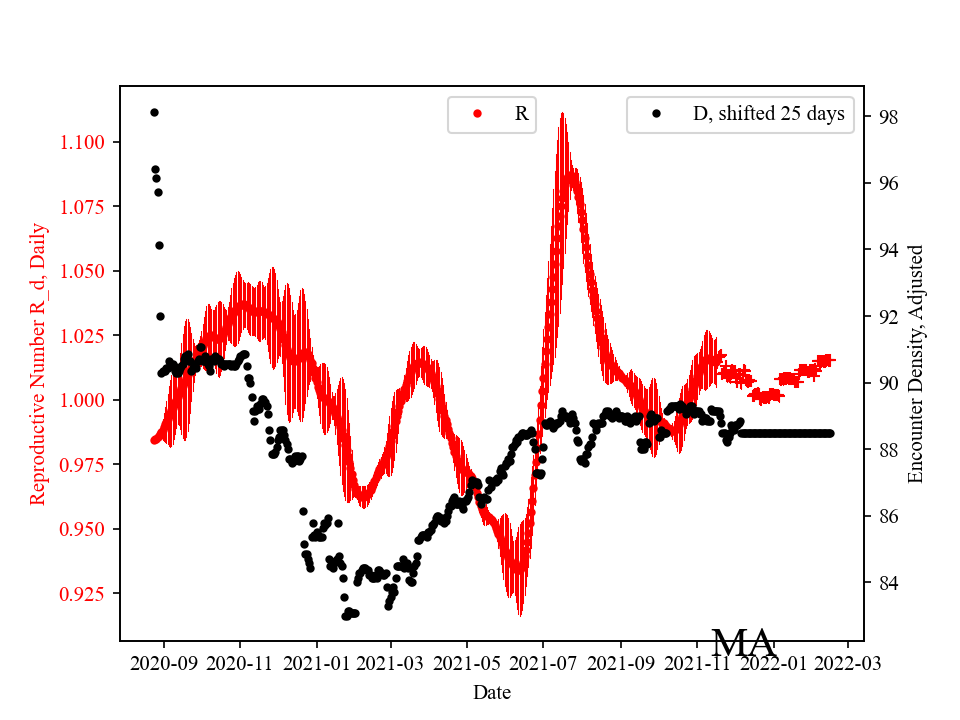 R
D, shifted 25 days
1.100
1.075
1.050
1.025
1.000
0.975
0.950
0.925
Reproductive Number R_d, Daily
98
96
94
92
90
88
86
84
Encounter Density, Adjusted
MA
2020-09 2020-11 2021-01 2021-03 2021-05 2021-07 2021-09 2021-11 2022-01 2022-03
Date